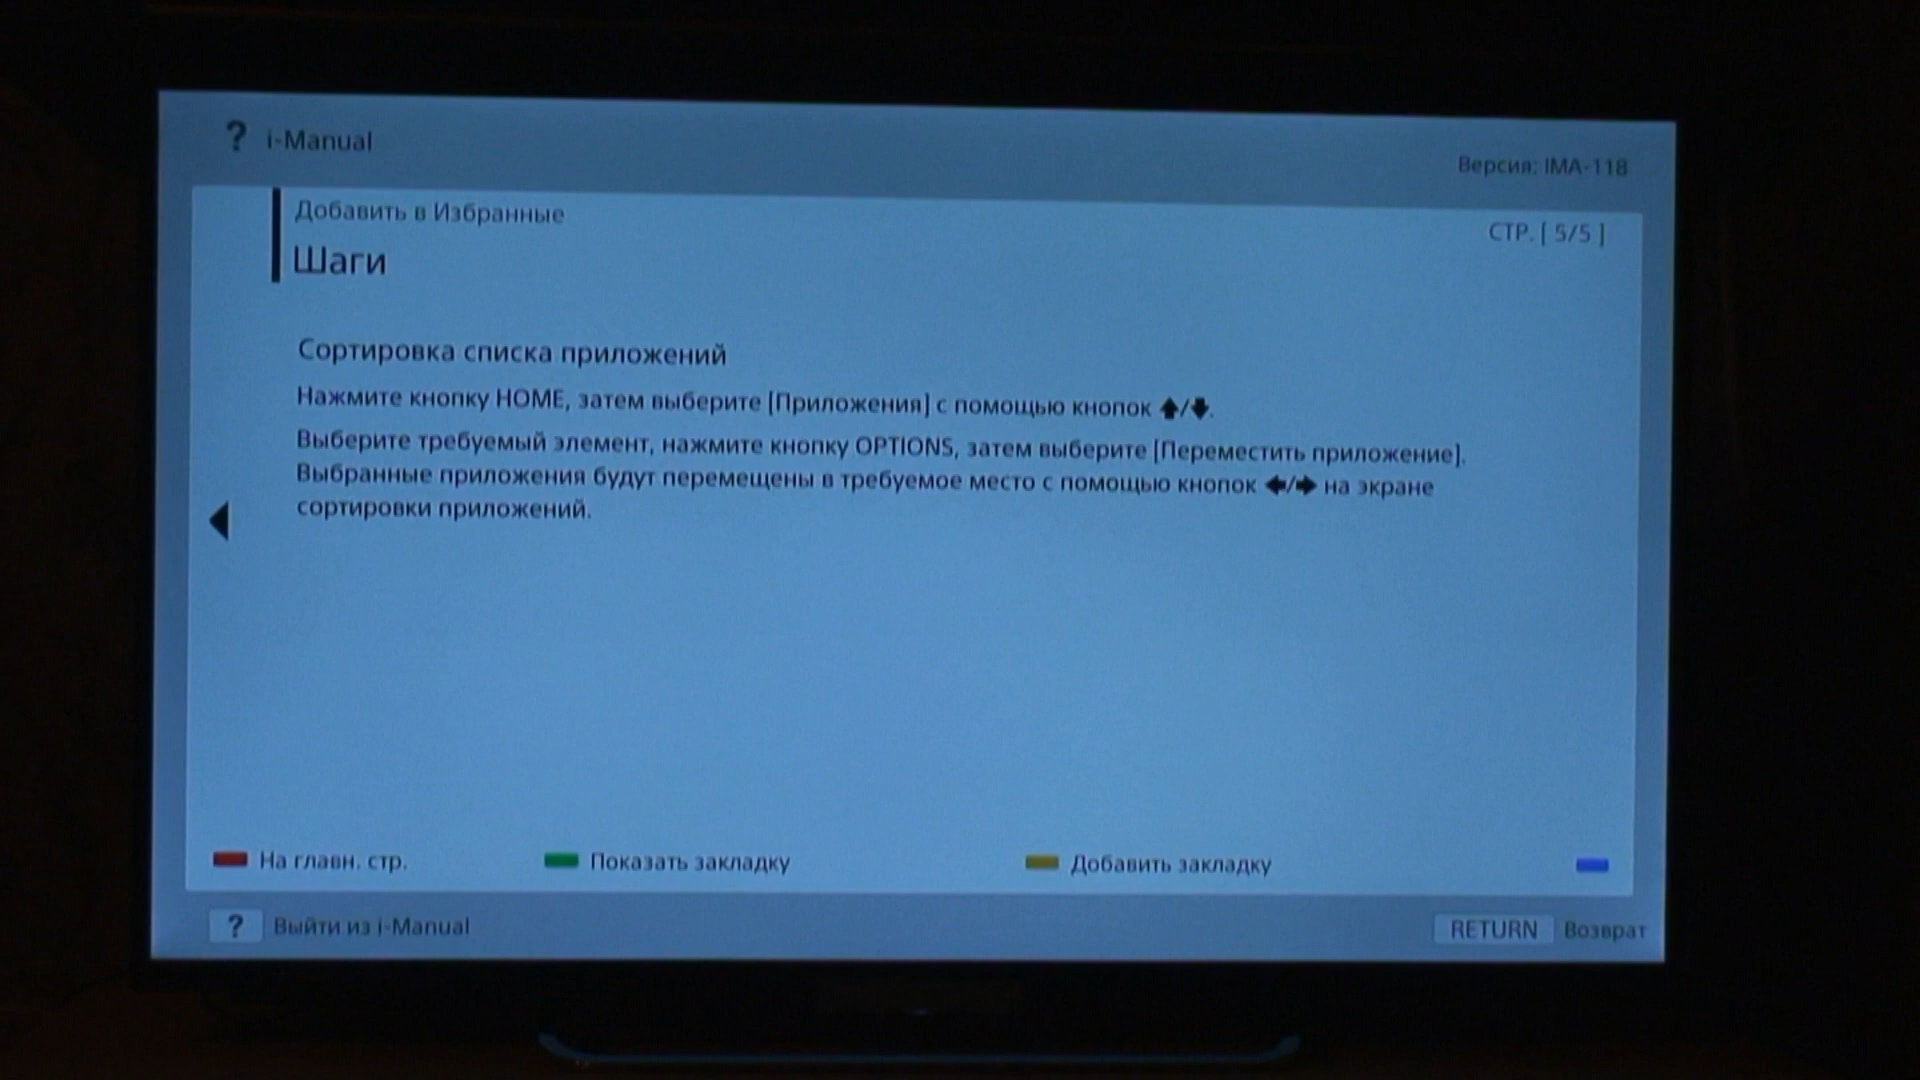 ? i-Manual
Версия: IMA-118
Добавить в Избранные
СТР. [ 5/5 ]
Шаги
Сортировка списка приложений
Нажмите кнопку HOME, затем выберите [Приложения] с помощью кнопок 🡅/🡇.
Выберите требуемый элемент, нажмите кнопку OPTIONS, затем выберите [Переместить приложение].
Выбранные приложения будут перемещены в требуемое место с помощью кнопок 🡄/🡆 на экране
сортировки приложений.
На главн. стр.
Показать закладку
Добавить закладку
? Выйти из i-Manual
RETURN Возврат